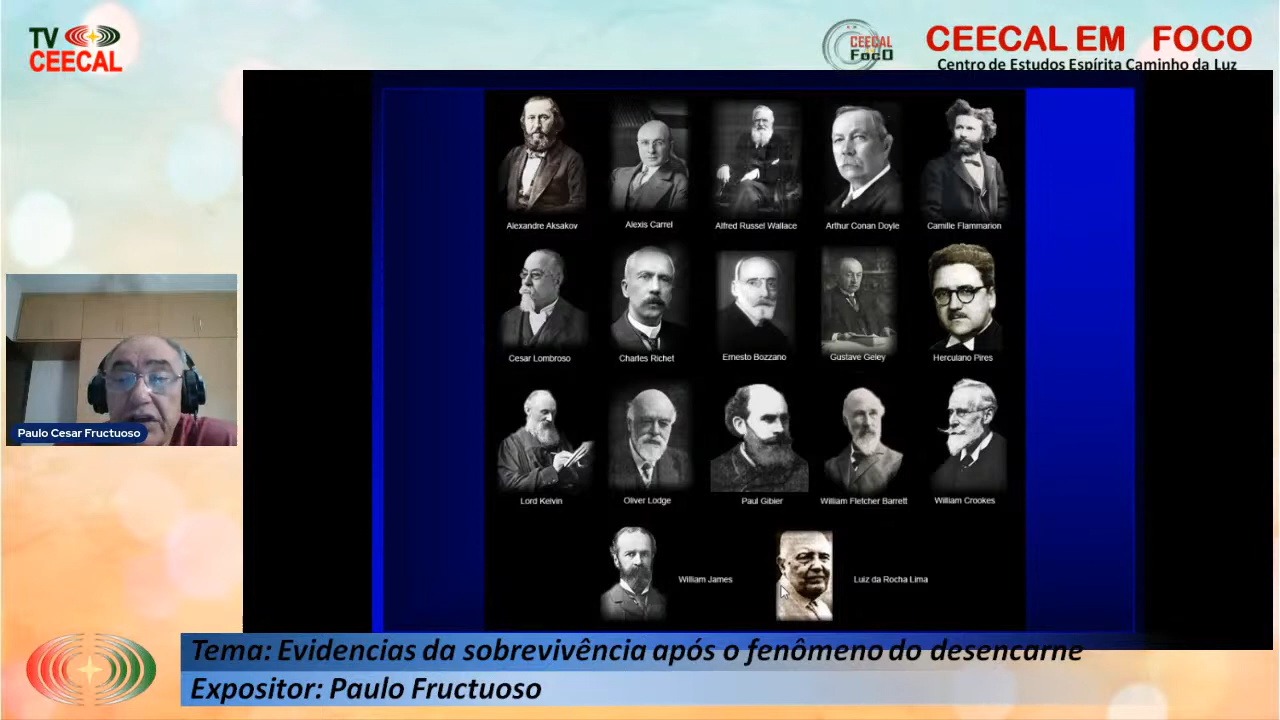 TV
CEECAL
CEECAL
FocO
CEECAL EM FOCO
Centro de Estudos Espírita Caminho da Luz
Alexandre Aksakov
Alexis Carrel
Alfred Russel Wallace
Arthur Conan Doyle
Camille Flammarion
Cesar Lombroso
Charles Richet
Ernesto Bozzano
Gustave Geley
Herculano Pires
Lord Kelvin
Oliver Lodge
Paul Gibier
William Fletcher Barrett
William Crookes
William James
Luiz da Rocha Lima
Paulo Cesar Fructuoso
Tema: Evidencias da sobrevivência após o fenômeno do desencarne
Expositor: Paulo Fructuoso